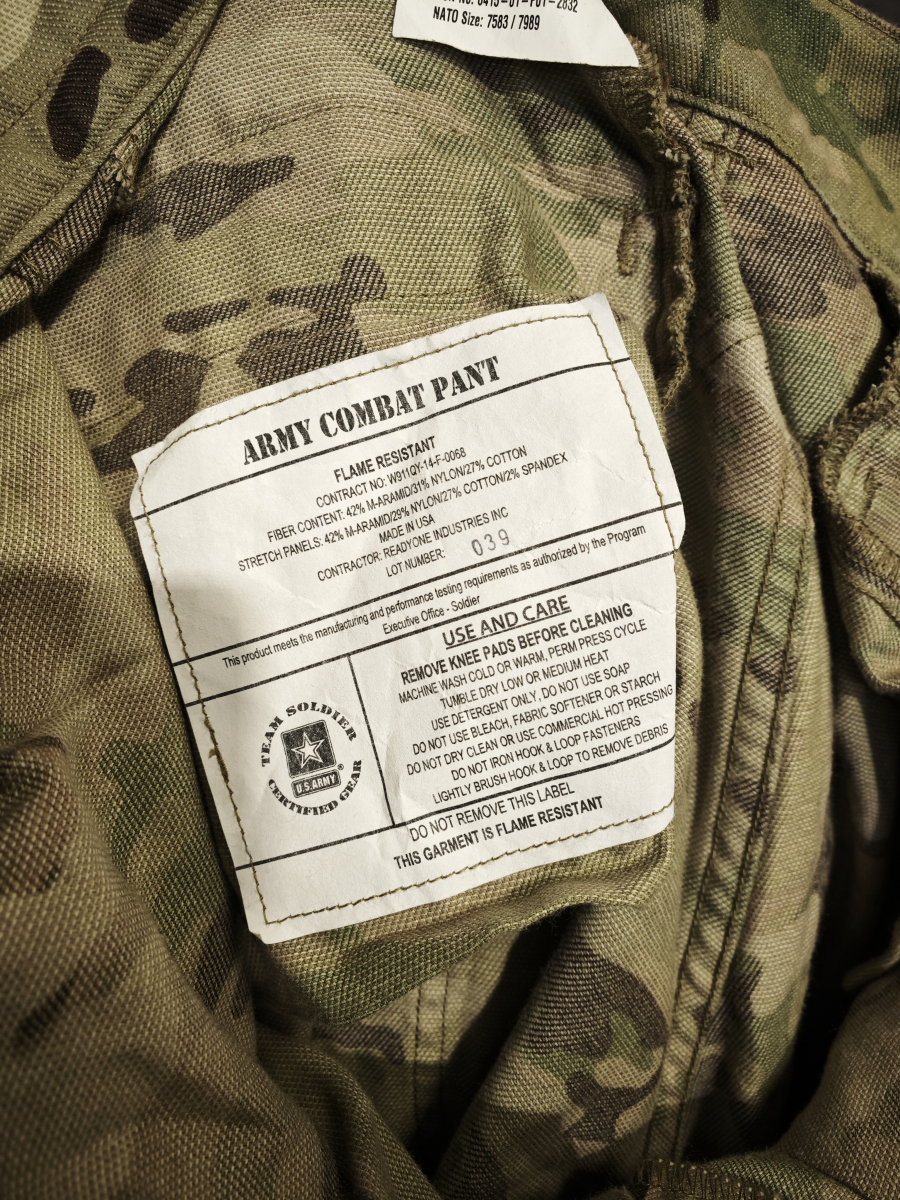 NO. 8415-01-F01-2832
NATO Size: 7583 / 7989
ARMY COMBAT PANT
FLAME RESISTANT
CONTRACT NO: W911QY-14-F-0068
FIBER CONTENT: 42% M-ARAMID/31% NYLON/27% COTTON
STRETCH PANELS: 42% M-ARAMID/29% NYLON/27% COTTON/2% SPANDEX
MADE IN USA
CONTRACTOR: READYONE INDUSTRIES INC
LOT NUMBER: 039
This product meets the manufacturing and performance testing requirements as authorized by the Program
Executive Office - Soldier
TEAM SOLDIER
U.S.ARMY®
CERTIFIED GEAR
USE AND CARE
REMOVE KNEE PADS BEFORE CLEANING
MACHINE WASH COLD OR WARM, PERM PRESS CYCLE
TUMBLE DRY LOW OR MEDIUM HEAT
USE DETERGENT ONLY, DO NOT USE SOAP
DO NOT USE BLEACH, FABRIC SOFTENER OR STARCH
DO NOT DRY CLEAN OR USE COMMERCIAL HOT PRESSING
DO NOT IRON HOOK & LOOP FASTENERS
LIGHTLY BRUSH HOOK & LOOP TO REMOVE DEBRIS
DO NOT REMOVE THIS LABEL
THIS GARMENT IS FLAME RESISTANT